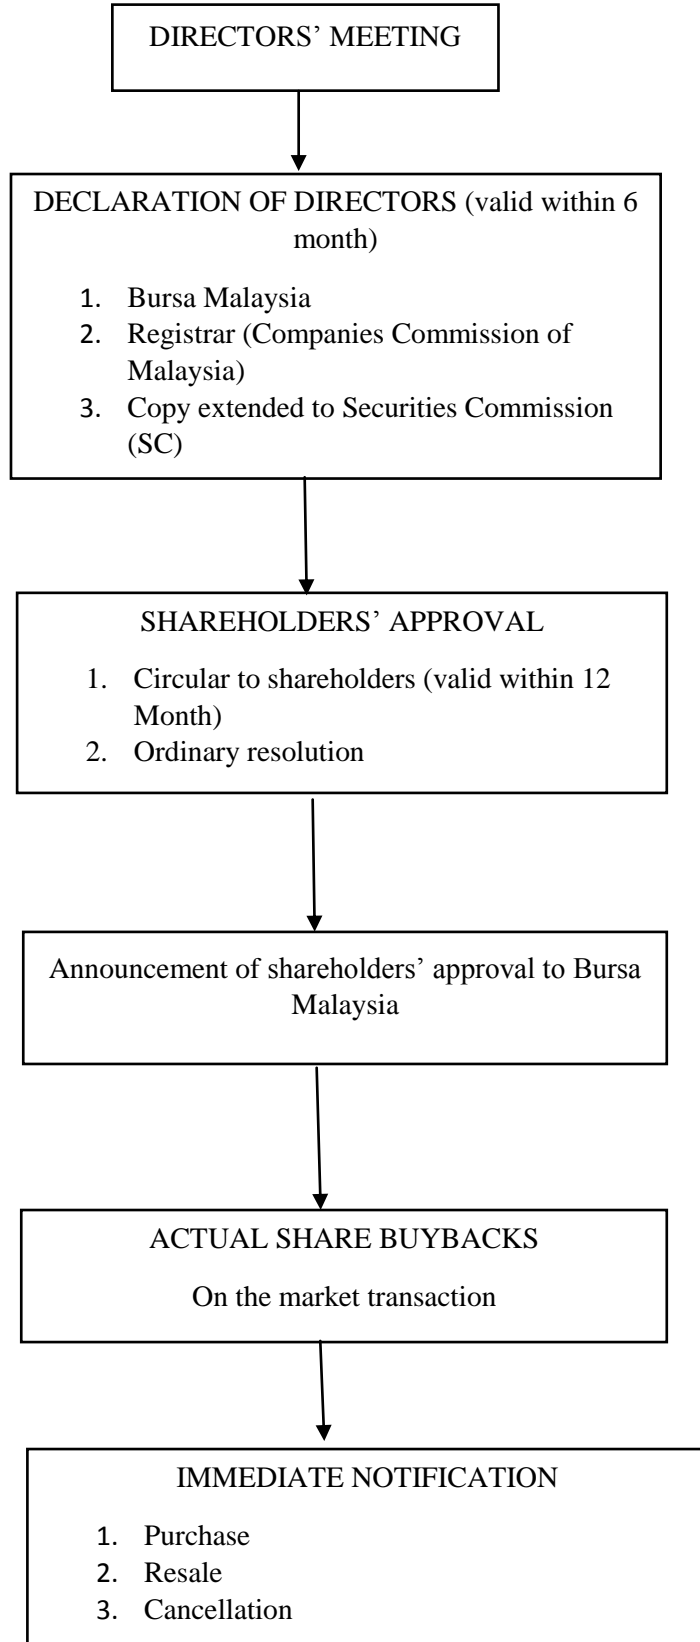 DIRECTORS’ MEETING
DECLARATION OF DIRECTORS (valid within 6
month)
1. Bursa Malaysia
2. Registrar (Companies Commission of
Malaysia)
3. Copy extended to Securities Commission
(SC)
SHAREHOLDERS’ APPROVAL
1. Circular to shareholders (valid within 12
Month)
2. Ordinary resolution
Announcement of shareholders’ approval to Bursa
Malaysia
ACTUAL SHARE BUYBACKS
On the market transaction
IMMEDIATE NOTIFICATION
1. Purchase
2. Resale
3. Cancellation